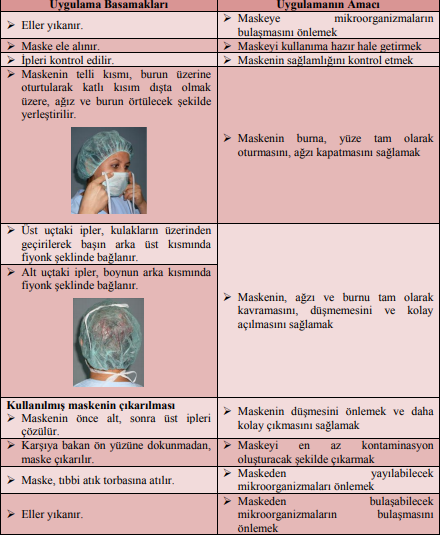 Uygulama Basamakları
Uygulamanın Amacı
➢ Eller yıkanır.
➢ Maskeye mikroorganizmaların
bulaşmasını önlemek
➢ Maske ele alınır.
➢ Maskeyi kullanıma hazır hale getirmek
➢ İpleri kontrol edilir.
➢ Maskenin sağlamlığını kontrol etmek
➢ Maskenin telli kısmı, burun üzerine
oturtularak katlı kısım dışta olmak
üzere, ağız ve burun örtülecek şekilde
yerleştirilir.
➢ Maskenin burna, yüze tam olarak
oturmasını, ağzı kapatmasını sağlamak
➢ Üst uçtaki ipler, kulakların üzerinden
geçirilerek başın arka üst kısmında
fiyonk şeklinde bağlanır.
➢ Alt uçtaki ipler, boynun arka kısmında
fiyonk şeklinde bağlanır.
➢ Maskenin, ağzı ve burnu tam olarak
kavramasını, düşmemesini ve kolay
açılmasını sağlamak
Kullanılmış maskenin çıkarılması
➢ Maskenin önce alt, sonra üst ipleri
çözülür.
➢ Maskenin düşmesini önlemek ve daha
kolay çıkmasını sağlamak
➢ Karşıya bakan ön yüzüne dokunmadan,
maske çıkarılır.
➢ Maskeyi en az kontaminasyon
oluşturacak şekilde çıkarmak
➢ Maske, tıbbi atık torbasına atılır.
➢ Maskeden yayılabilecek
mikroorganizmaları önlemek
➢ Eller yıkanır.
➢ Maskeden bulaşabilecek
mikroorganizmaların bulaşmasını
önlemek